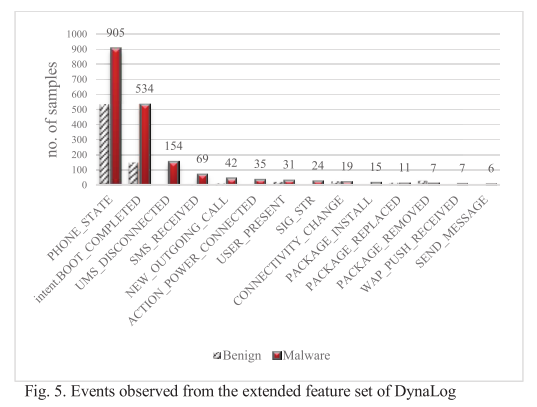 1000
900
800
700
600
500
400
300
200
100
0
no. of samples
905
534
154
69
42
35
31
24
19
15
11
7
7
6
PHONE_STATE
intent.BOOT_COMPLETED
UMS_DISCONNECTED
SMS_RECEIVED
NEW_OUTGOING_CALL
ACTION_POWER_CONNECTED
USER_PRESENT
SIG_STR
CONNECTIVITY_CHANGE
PACKAGE_INSTALL
PACKAGE_REPLACED
PACKAGE_REMOVED
WAP_PUSH_RECEIVED
SEND_MESSAGE
Benign Malware
Fig. 5. Events observed from the extended feature set of DynaLog